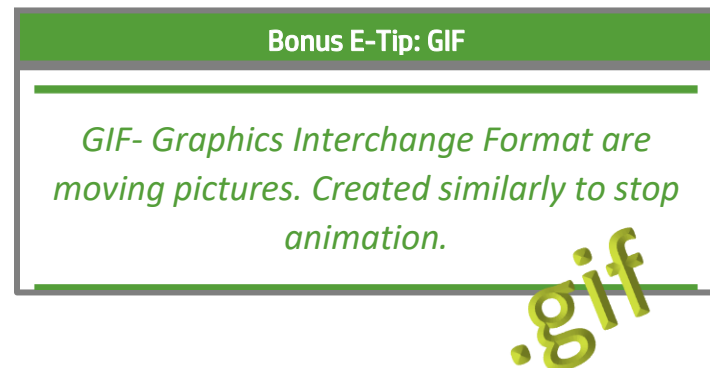 Bonus E-Tip: GIF
GIF- Graphics Interchange Format are
moving pictures. Created similarly to stop
animation.
.gif